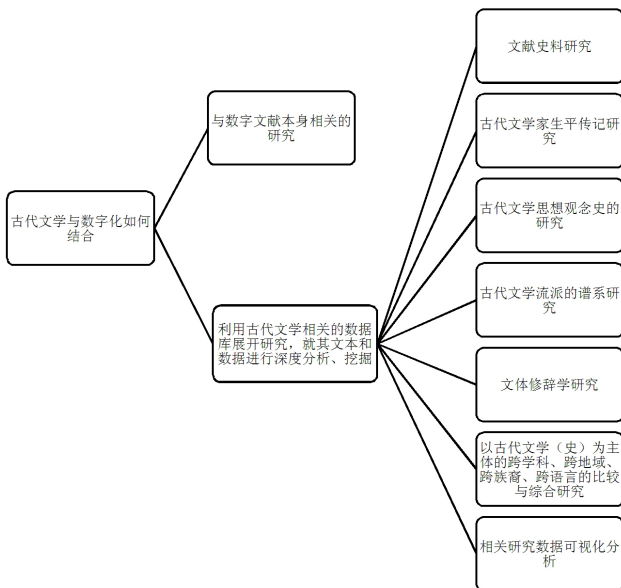 古代文学与数字化如何
结合
与数字文献本身相关的
研究
利用古代文学相关的数据
库展开研究，就其文本和
数据进行深度分析、挖掘
文献史料研究
古代文学家生平传记研
究
古代文学思想观念史的
研究
古代文学流派的谱系研
究
文体修辞学研究
以古代文学（史）为主
体的跨学科、跨地域、
跨族裔、跨语言的比较
与综合研究
相关研究数据可视化分
析